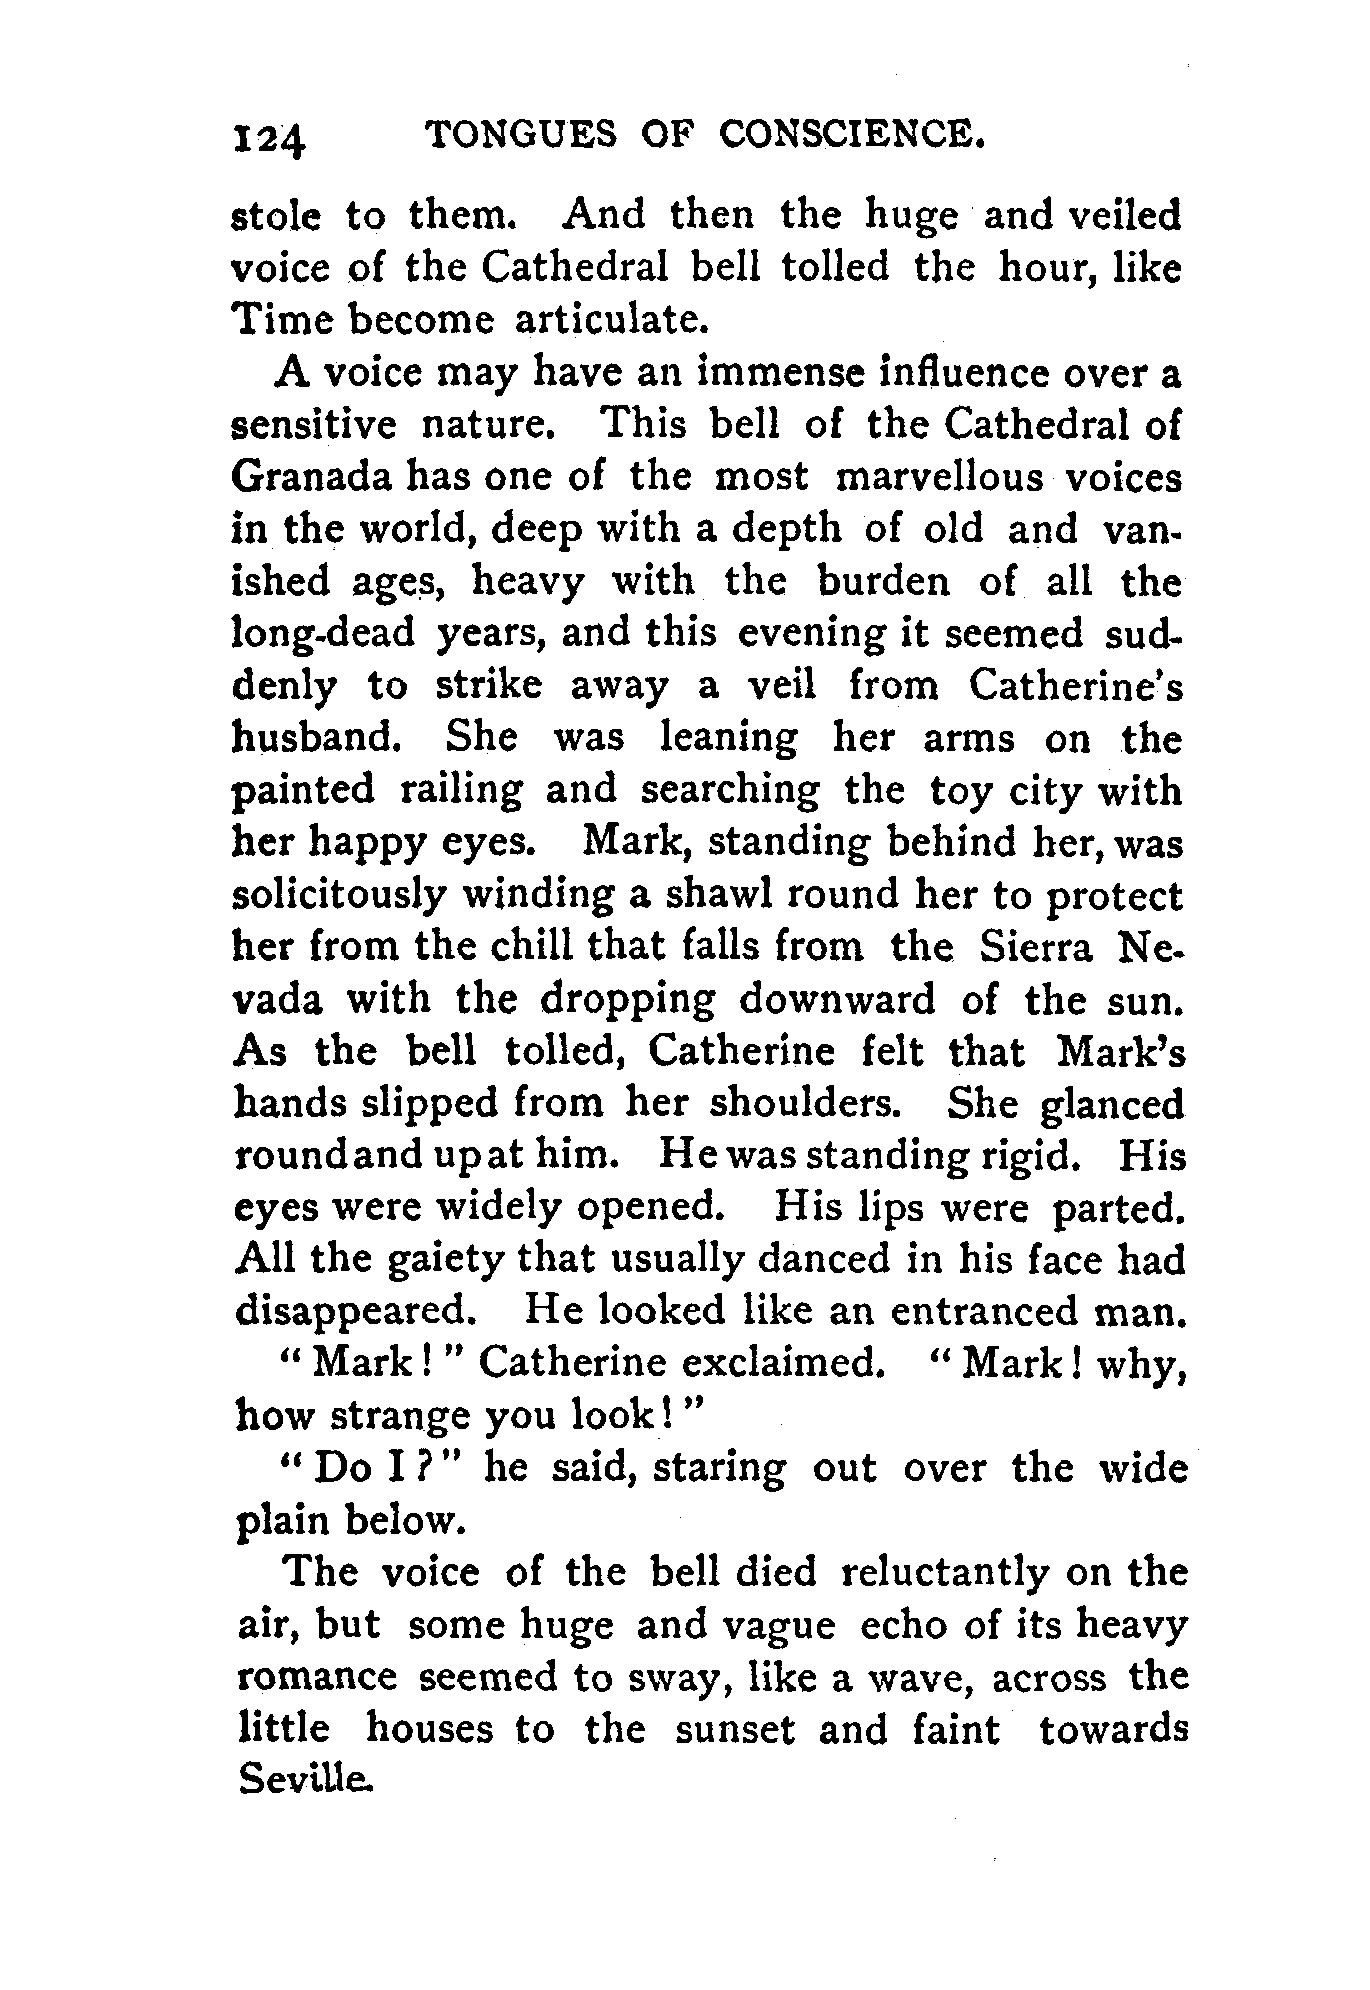 124 TONGUES OF CONSCIENCE.
stole to them. And then the huge and veiled
voice of the Cathedral bell tolled the hour, like
Time become articulate.
A voice may have an immense influence over a
sensitive nature. This bell of the Cathedral of
Granada has one of the most marvellous voices
in the world, deep with a depth of old and van-
ished ages, heavy with the burden of all the
long-dead years, and this evening it seemed sud-
denly to strike away a veil from Catherine's
husband. She was leaning her arms on the
painted railing and searching the toy city with
her happy eyes. Mark, standing behind her, was
solicitously winding a shawl round her to protect
her from the chill that falls from the Sierra Ne-
vada with the dropping downward of the sun.
As the bell tolled, Catherine felt that Mark's
hands slipped from her shoulders. She glanced
round and up at him. He was standing rigid. His
eyes were widely opened. His lips were parted.
All the gaiety that usually danced in his face had
disappeared. He looked like an entranced man.
"Mark!" Catherine exclaimed. "Mark! why,
how strange you look!"
"Do I?" he said, staring out over the wide
plain below.
The voice of the bell died reluctantly on the
air, but some huge and vague echo of its heavy
romance seemed to sway, like a wave, across the
little houses to the sunset and faint towards
Seville.